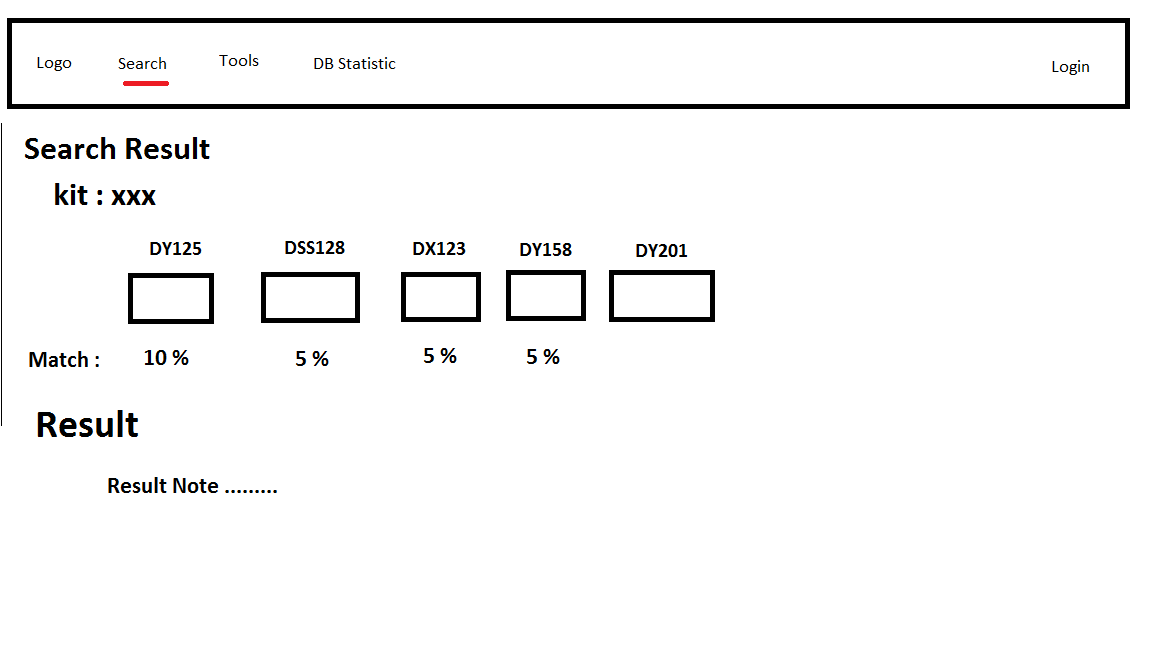 Logo Search Tools DB Statistic Login
Search Result
kit : xxx
DY125 DSS128 DX123 DY158 DY201
Match : 10 % 5 % 5 % 5 %
Result
Result Note .........